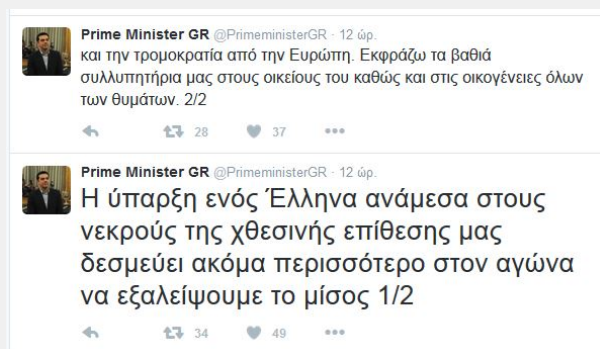 Prime Minister GR @PrimeministerGR · 12 ώρ.
και την τρομοκρατία από την Ευρώπη. Εκφράζω τα βαθιά
συλλυπητήρια μας στους οικείους του καθώς και στις οικογένειες όλων
των θυμάτων. 2/2
28 37
Prime Minister GR @PrimeministerGR · 12 ώρ.
Η ύπαρξη ενός Έλληνα ανάμεσα στους
νεκρούς της χθεσινής επίθεσης μας
δεσμεύει ακόμα περισσότερο στον αγώνα
να εξαλείψουμε το μίσος 1/2
34 49